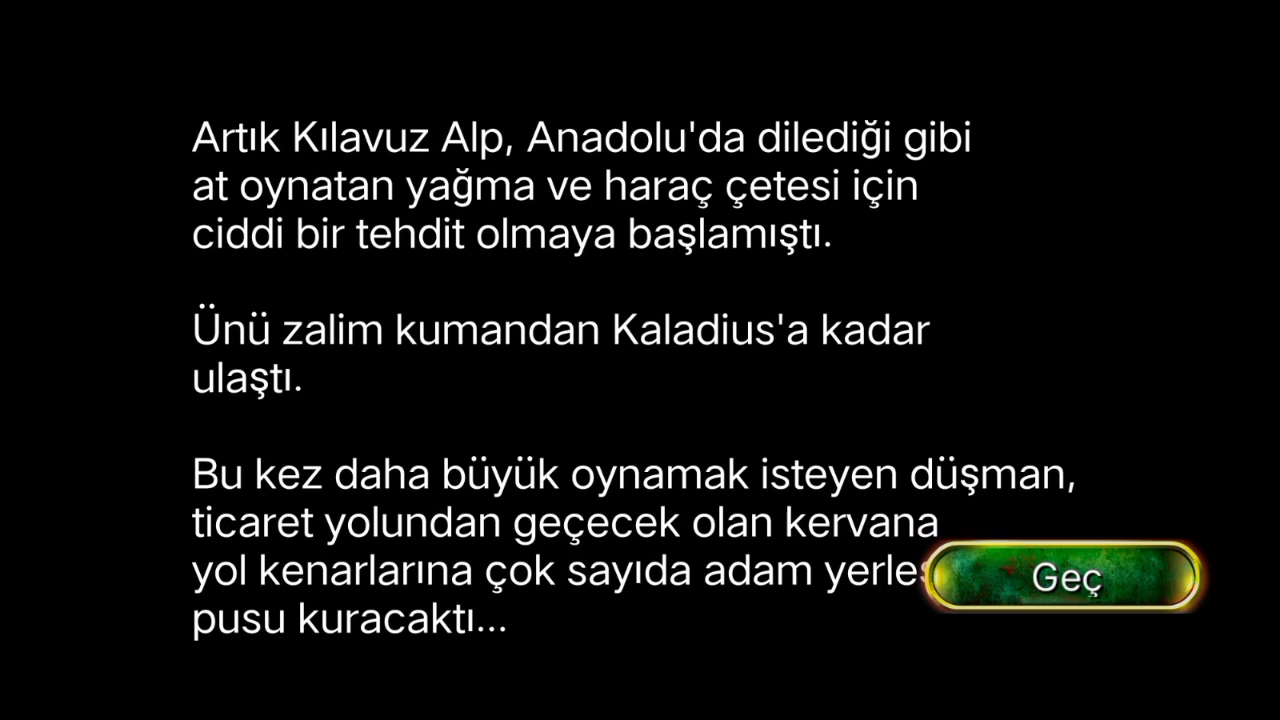 Artık Kılavuz Alp, Anadolu'da dilediği gibi
at oynatan yağma ve haraç çetesi için
ciddi bir tehdit olmaya başlamıştı.
Ünü zalim kumandan Kaladius'a kadar
ulaştı.
Bu kez daha büyük oynamak isteyen düşman,
ticaret yolundan geçecek olan kervana
yol kenarlarına çok sayıda adam
Geç
pusu kuracaktı...